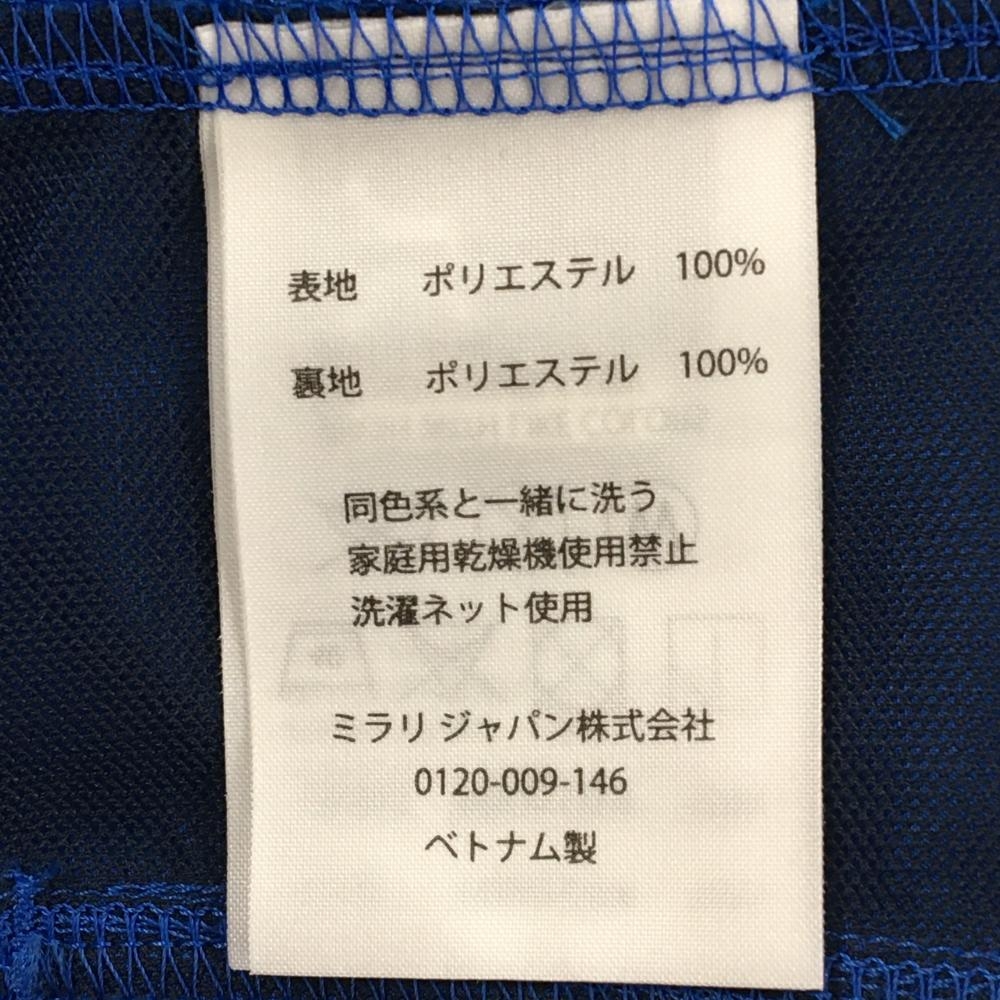 表地 ポリエステル 100%
裏地 ポリエステル 100%
同色系と一緒に洗う
家庭用乾燥機使用禁止
洗濯ネット使用
ミラリ ジャパン株式会社
0120-009-146
ベトナム製